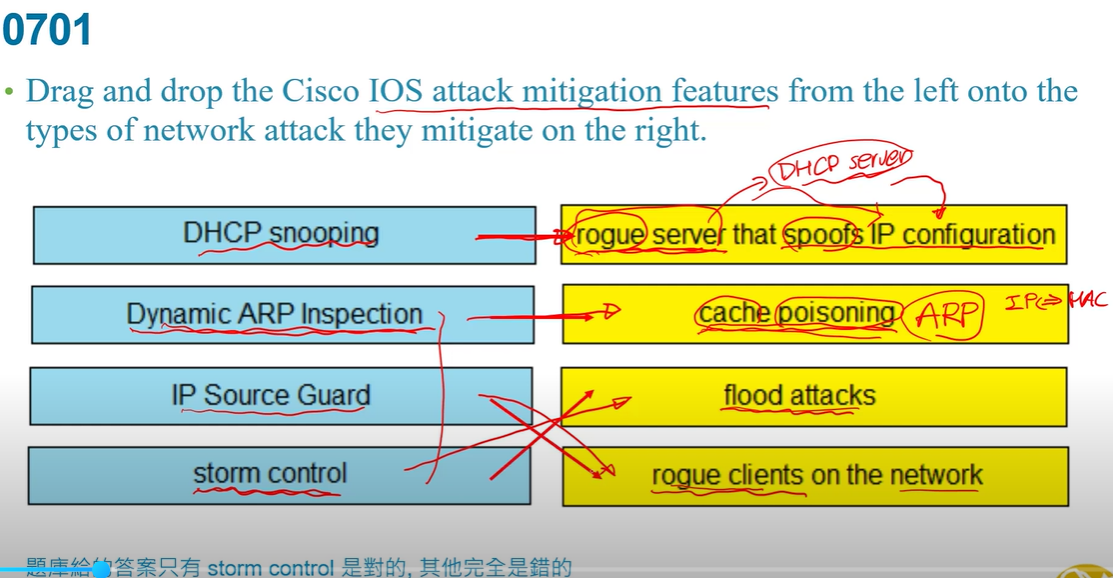 0701
• Drag and drop the Cisco IOS attack mitigation features from the left onto the
types of network attack they mitigate on the right.
DHCP server
DHCP snooping
rogue server that spoofs IP configuration
Dynamic ARP Inspection
cache poisoning ARP IP⇔MAC
IP Source Guard
flood attacks
storm control
rogue clients on the network
題庫給的答案只有 storm control 是對的, 其他完全是錯的